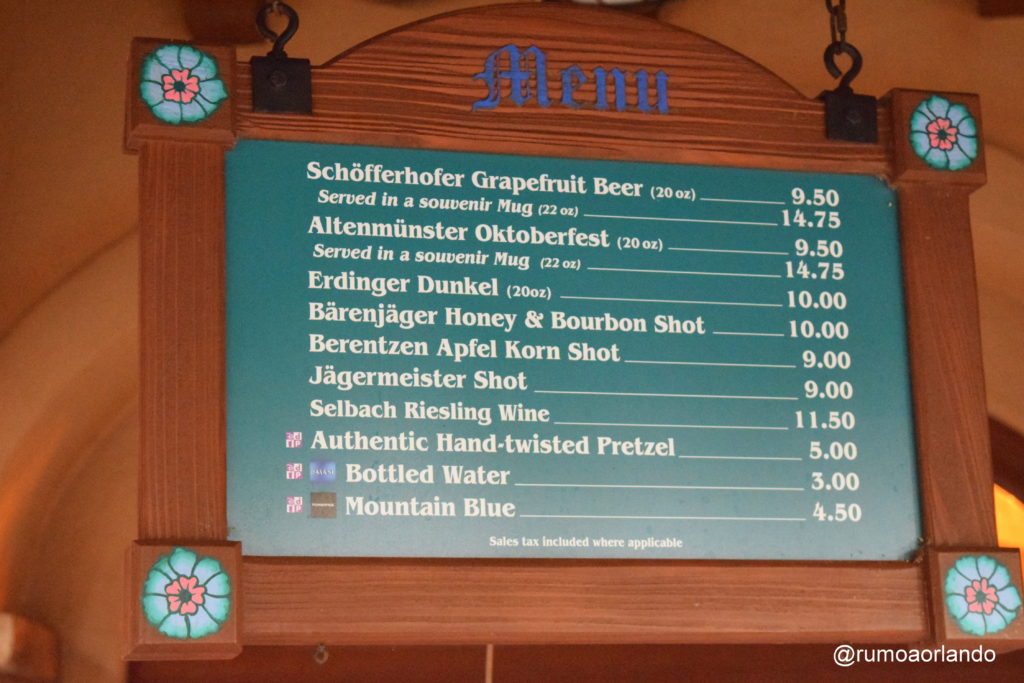 Menu
Schöfferhofer Grapefruit Beer (20 oz) 9.50
Served in a souvenir Mug (22 oz) 14.75
Altenmünster Oktoberfest (20 oz) 9.50
Served in a souvenir Mug (22 oz) 14.75
Erdinger Dunkel (20oz) 10.00
Bärenjäger Honey & Bourbon Shot 10.00
Berentzen Apfel Korn Shot 9.00
Jägermeister Shot 9.00
Selbach Riesling Wine 11.50
Authentic Hand-twisted Pretzel 5.00
Bottled Water 3.00
Mountain Blue 4.50
Sales tax included where applicable
@rumoaorlando